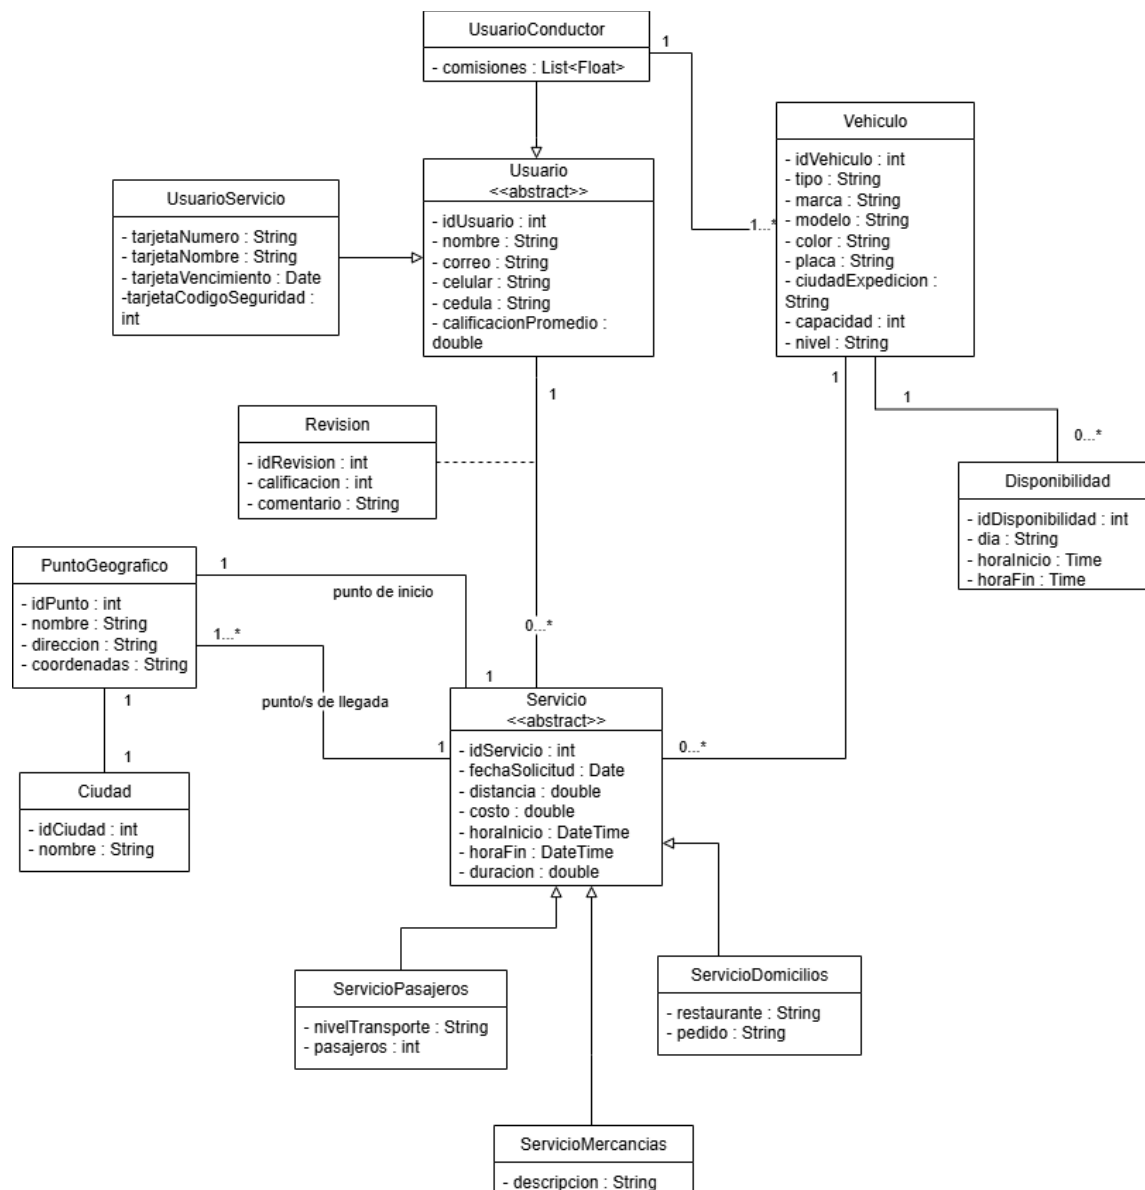 UsuarioConductor
- comisiones : List<Float>
1
Vehiculo
- idVehiculo : int
- tipo : String
- marca : String
- modelo : String
- color : String
- placa : String
- ciudadExpedicion :
String
- capacidad : int
- nivel : String
1...*
Usuario
<<abstract>>
- idUsuario : int
- nombre : String
- correo : String
- celular : String
- cedula : String
- calificacionPromedio :
double
UsuarioServicio
- tarjetaNumero : String
- tarjetaNombre : String
- tarjetaVencimiento : Date
-tarjetaCodigoSeguridad :
int
1
1
1
0...*
Revision
- idRevision : int
- calificacion : int
- comentario : String
Disponibilidad
- idDisponibilidad : int
- dia : String
- horaInicio : Time
- horaFin : Time
PuntoGeografico
- idPunto : int
- nombre : String
- direccion : String
- coordenadas : String
1
punto de inicio
1...*
0...*
1
punto/s de llegada
1
1
1
0...*
Servicio
<<abstract>>
- idServicio : int
- fechaSolicitud : Date
- distancia : double
- costo : double
- horaInicio : DateTime
- horaFin : DateTime
- duracion : double
Ciudad
- idCiudad : int
- nombre : String
ServicioPasajeros
- nivelTransporte : String
- pasajeros : int
ServicioDomicilios
- restaurante : String
- pedido : String
ServicioMercancias
- descripcion : String